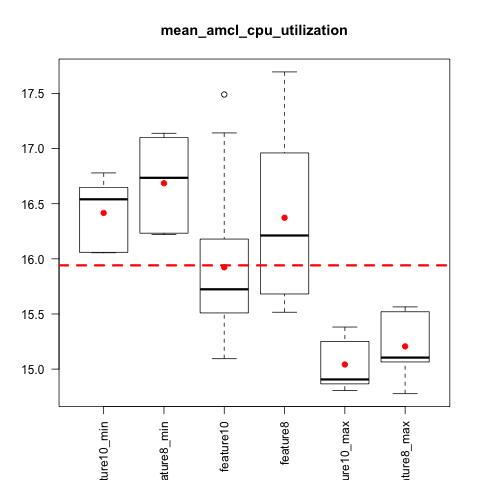 mean_amcl_cpu_utilization
17.5
17.0
16.5
16.0
15.5
15.0
ture10_min
ature8_min
feature10
feature8
ure10_max
ture8_max